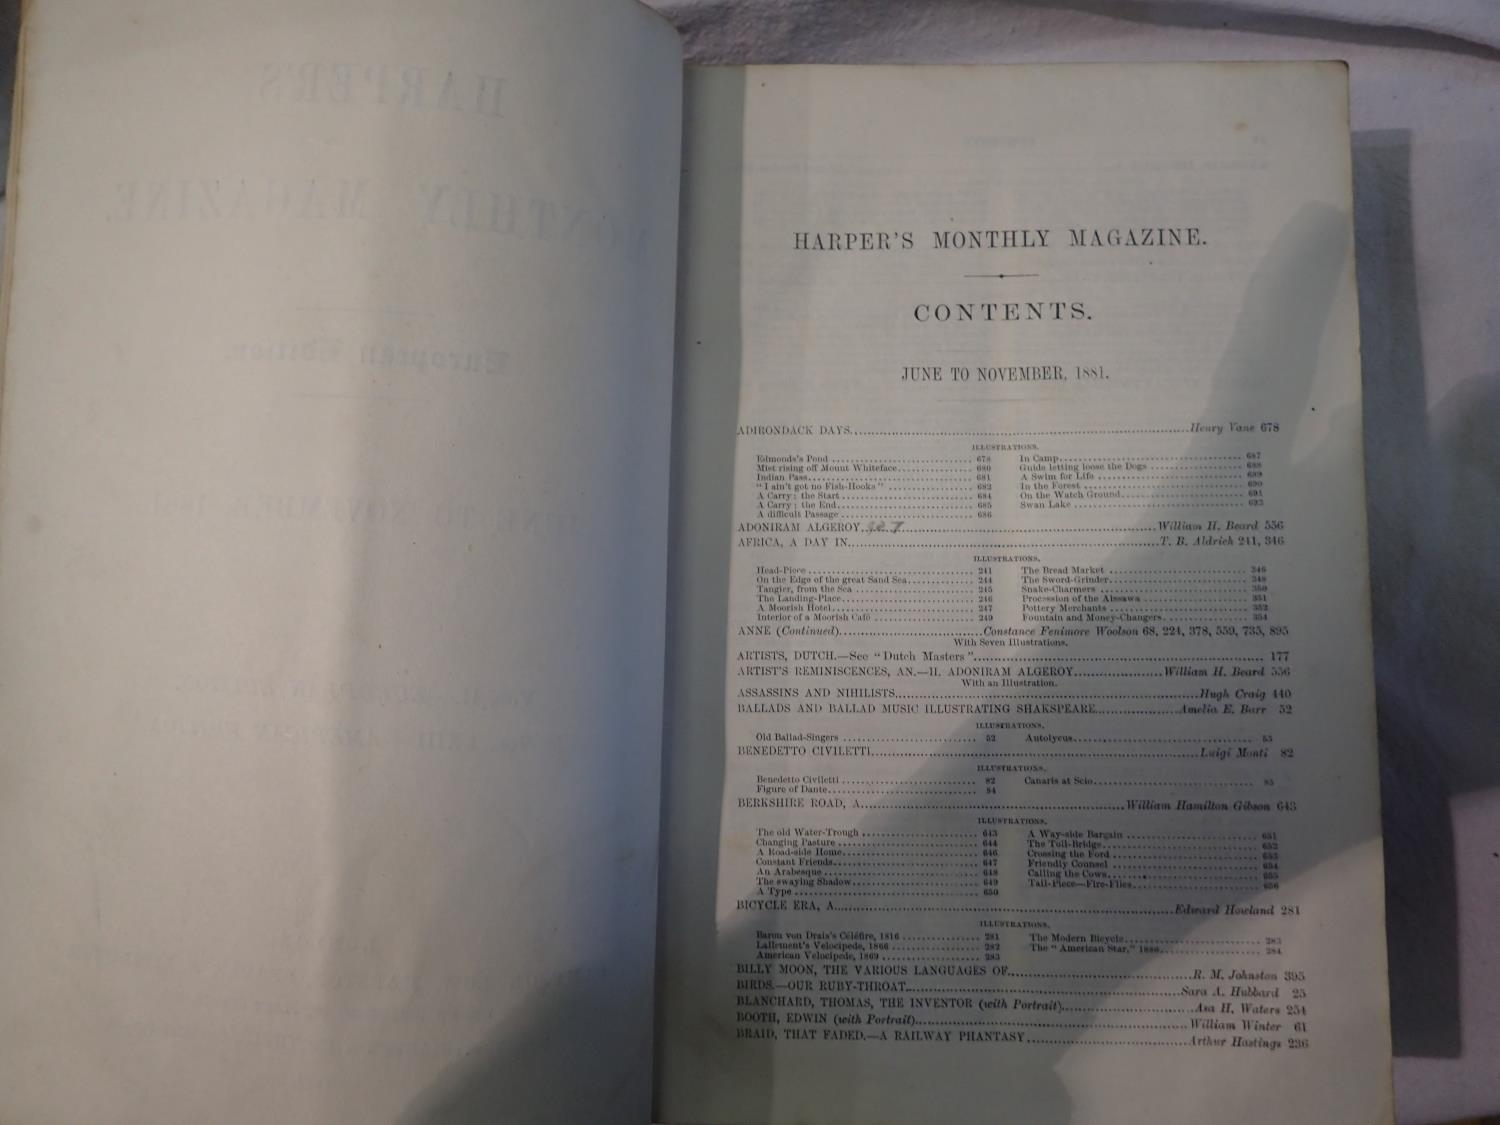 HARPER'S MONTHLY MAGAZINE.
CONTENTS.
JUNE TO NOVEMBER, 1881.
ADIRONDACK DAYS Henry Vane 678
ILLUSTRATIONS.
Edmonds's Pond 678
Mist rising off Mount Whiteface 680
Indian Pass 681
"I ain't got no Fish-Hooks" 682
A Carry: the Start 684
A Carry: the End 685
A difficult Passage 686
In Camp 687
Guide letting loose the Dogs 688
A Swim for Life 689
In the Forest 690
On the Watch Ground 691
Swan Lake 693
ADONIRAM ALGEROY William H. Beard 556
AFRICA, A DAY IN T. B. Aldrich 241, 346
ILLUSTRATIONS.
Head-Piece 241
On the Edge of the great Sand Sea 244
Tangier, from the Sea 245
The Landing-Place 246
A Moorish Hotel 247
Interior of a Moorish Café 249
The Bread Market 346
The Sword-Grinder 348
Snake-Charmers 350
Procession of the Aissawa 351
Pottery Merchants 352
Fountain and Money-Changers 354
ANNE (Continued) Constance Fenimore Woolson 68, 224, 378, 559, 735, 895
With Seven Illustrations.
ARTISTS, DUTCH.—See "Dutch Masters" 177
ARTIST'S REMINISCENCES, AN.—II. ADONIRAM ALGEROY William H. Beard 556
With an Illustration.
ASSASSINS AND NIHILISTS Hugh Craig 440
BALLADS AND BALLAD MUSIC ILLUSTRATING SHAKSPEARE Amelia E. Barr 52
ILLUSTRATIONS.
Old Ballad-Singers 52
Autolycus 53
BENEDETTO CIVILETTI Luigi Monti 82
ILLUSTRATIONS.
Benedetto Civiletti 82
Figure of Dante 84
Canaris at Scio 85
BERKSHIRE ROAD, A William Hamilton Gibson 643
ILLUSTRATIONS.
The old Water-Trough 643
Changing Pasture 644
A Road-side Home 646
Constant Friends 647
An Arabesque 648
The swaying Shadow 649
A Type 650
A Way-side Bargain 651
The Toll-Bridge 652
Crossing the Ford 653
Friendly Counsel 654
Calling the Cows 655
Tail-Piece—Fire-Flies 656
BICYCLE ERA, A Edward Howland 281
ILLUSTRATIONS.
Baron von Drais's Célèfire, 1816 281
Lallement's Velocipede, 1866 282
American Velocipede, 1869 283
The Modern Bicycle 283
The "American Star," 1880 284
BILLY MOON, THE VARIOUS LANGUAGES OF R. M. Johnston 395
BIRDS.—OUR RUBY-THROAT Sara A. Hubbard 25
BLANCHARD, THOMAS, THE INVENTOR (with Portrait) Asa H. Waters 254
BOOTH, EDWIN (with Portrait) William Winter 61
BRAID, THAT FADED.—A RAILWAY PHANTASY Arthur Hastings 236